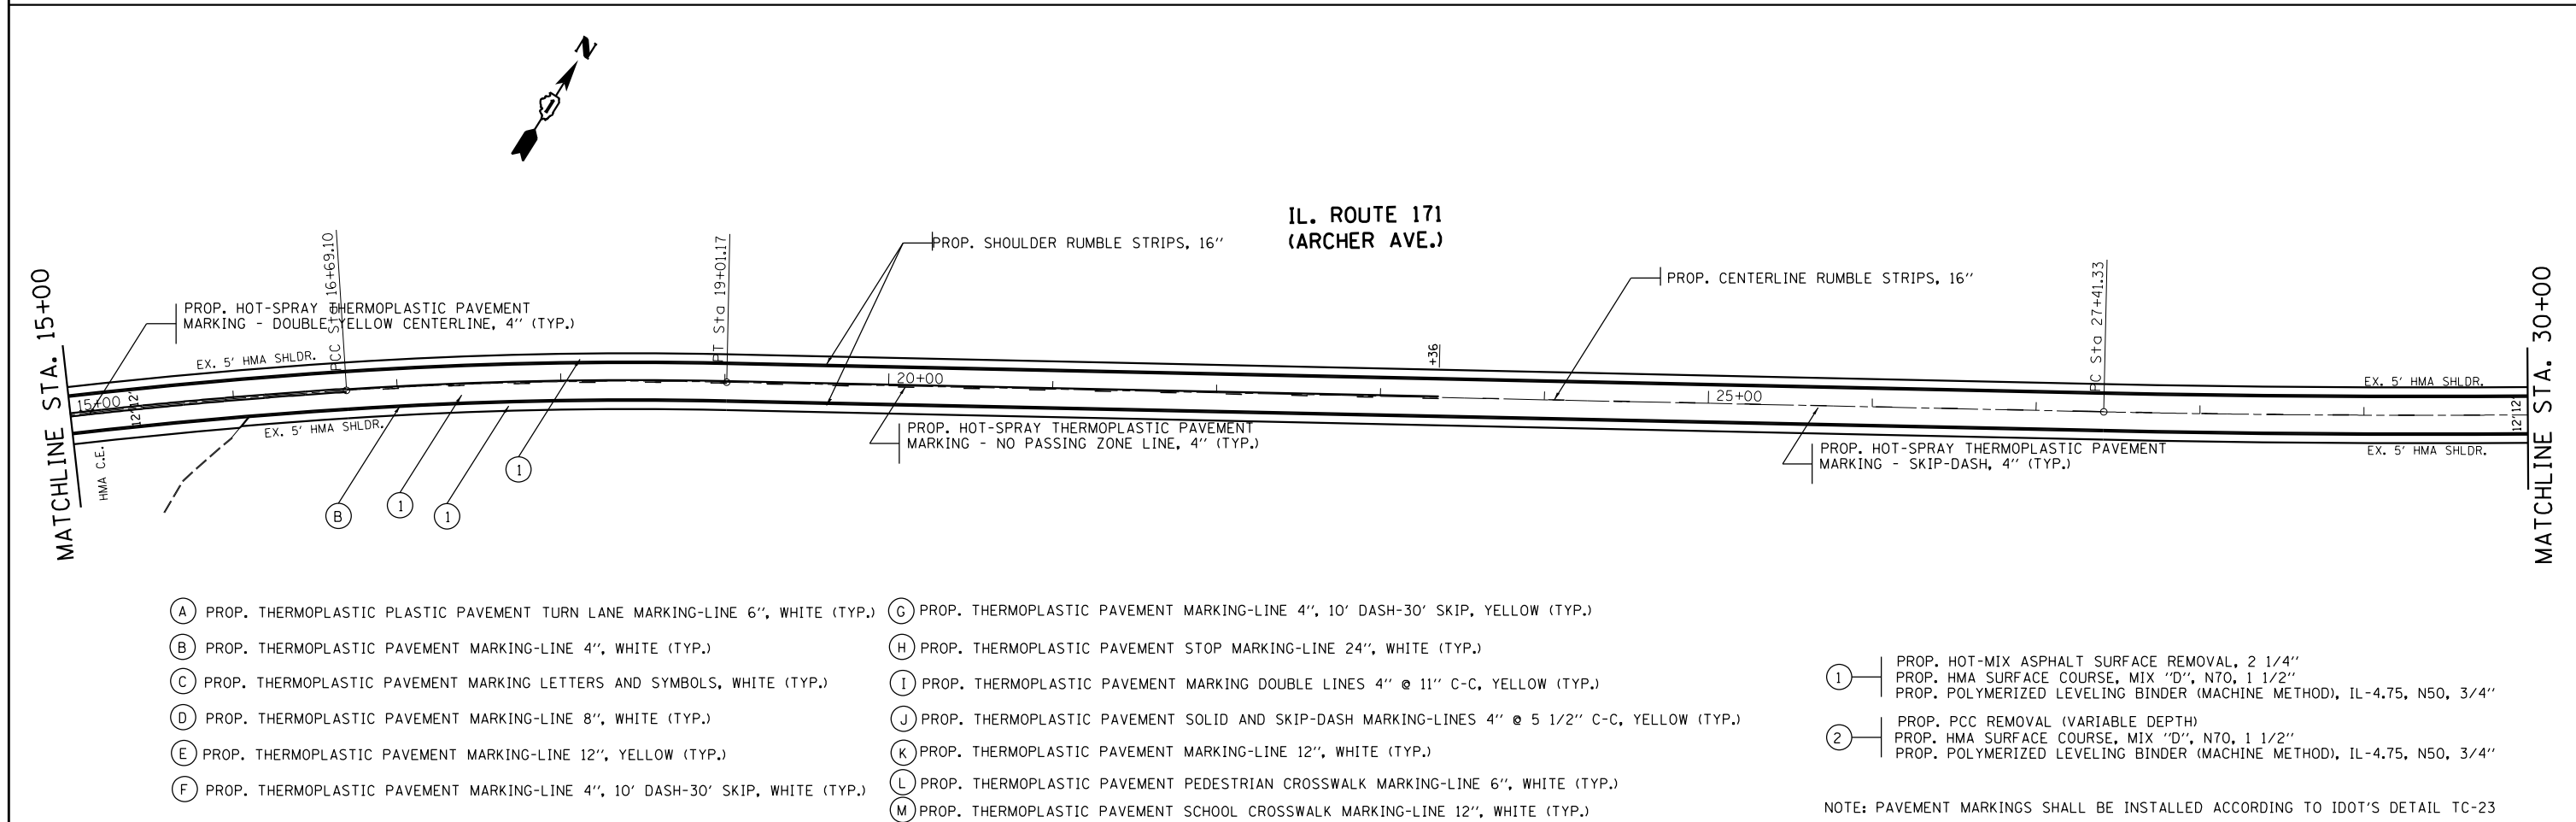 N
IL. ROUTE 171
(ARCHER AVE.)
PROP. SHOULDER RUMBLE STRIPS, 16"
PROP. CENTERLINE RUMBLE STRIPS, 16"
MATCHLINE STA. 15+00
PROP. HOT-SPRAY THERMOPLASTIC PAVEMENT
MARKING - DOUBLE YELLOW CENTERLINE, 4" (TYP.)
PCC Sta 16+69.10
PT Sta 19+01.17
+36
PC Sta 27+41.33
MATCHLINE STA. 30+00
EX. 5' HMA SHLDR.
EX. 5' HMA SHLDR.
15+00
12' 12'
20+00
25+00
12' 12'
EX. 5' HMA SHLDR.
EX. 5' HMA SHLDR.
HMA C.E.
PROP. HOT-SPRAY THERMOPLASTIC PAVEMENT
MARKING - NO PASSING ZONE LINE, 4" (TYP.)
PROP. HOT-SPRAY THERMOPLASTIC PAVEMENT
MARKING - SKIP-DASH, 4" (TYP.)
B
1
1
1
A PROP. THERMOPLASTIC PLASTIC PAVEMENT TURN LANE MARKING-LINE 6", WHITE (TYP.)
B PROP. THERMOPLASTIC PAVEMENT MARKING-LINE 4", WHITE (TYP.)
C PROP. THERMOPLASTIC PAVEMENT MARKING LETTERS AND SYMBOLS, WHITE (TYP.)
D PROP. THERMOPLASTIC PAVEMENT MARKING-LINE 8", WHITE (TYP.)
E PROP. THERMOPLASTIC PAVEMENT MARKING-LINE 12", YELLOW (TYP.)
F PROP. THERMOPLASTIC PAVEMENT MARKING-LINE 4", 10' DASH-30' SKIP, WHITE (TYP.)
G PROP. THERMOPLASTIC PAVEMENT MARKING-LINE 4", 10' DASH-30' SKIP, YELLOW (TYP.)
H PROP. THERMOPLASTIC PAVEMENT STOP MARKING-LINE 24", WHITE (TYP.)
I PROP. THERMOPLASTIC PAVEMENT MARKING DOUBLE LINES 4" @ 11" C-C, YELLOW (TYP.)
J PROP. THERMOPLASTIC PAVEMENT SOLID AND SKIP-DASH MARKING-LINES 4" @ 5 1/2" C-C, YELLOW (TYP.)
K PROP. THERMOPLASTIC PAVEMENT MARKING-LINE 12", WHITE (TYP.)
L PROP. THERMOPLASTIC PAVEMENT PEDESTRIAN CROSSWALK MARKING-LINE 6", WHITE (TYP.)
M PROP. THERMOPLASTIC PAVEMENT SCHOOL CROSSWALK MARKING-LINE 12", WHITE (TYP.)
1
PROP. HOT-MIX ASPHALT SURFACE REMOVAL, 2 1/4"
PROP. HMA SURFACE COURSE, MIX "D", N70, 1 1/2"
PROP. POLYMERIZED LEVELING BINDER (MACHINE METHOD), IL-4.75, N50, 3/4"
2
PROP. PCC REMOVAL (VARIABLE DEPTH)
PROP. HMA SURFACE COURSE, MIX "D", N70, 1 1/2"
PROP. POLYMERIZED LEVELING BINDER (MACHINE METHOD), IL-4.75, N50, 3/4"
NOTE: PAVEMENT MARKINGS SHALL BE INSTALLED ACCORDING TO IDOT'S DETAIL TC-23